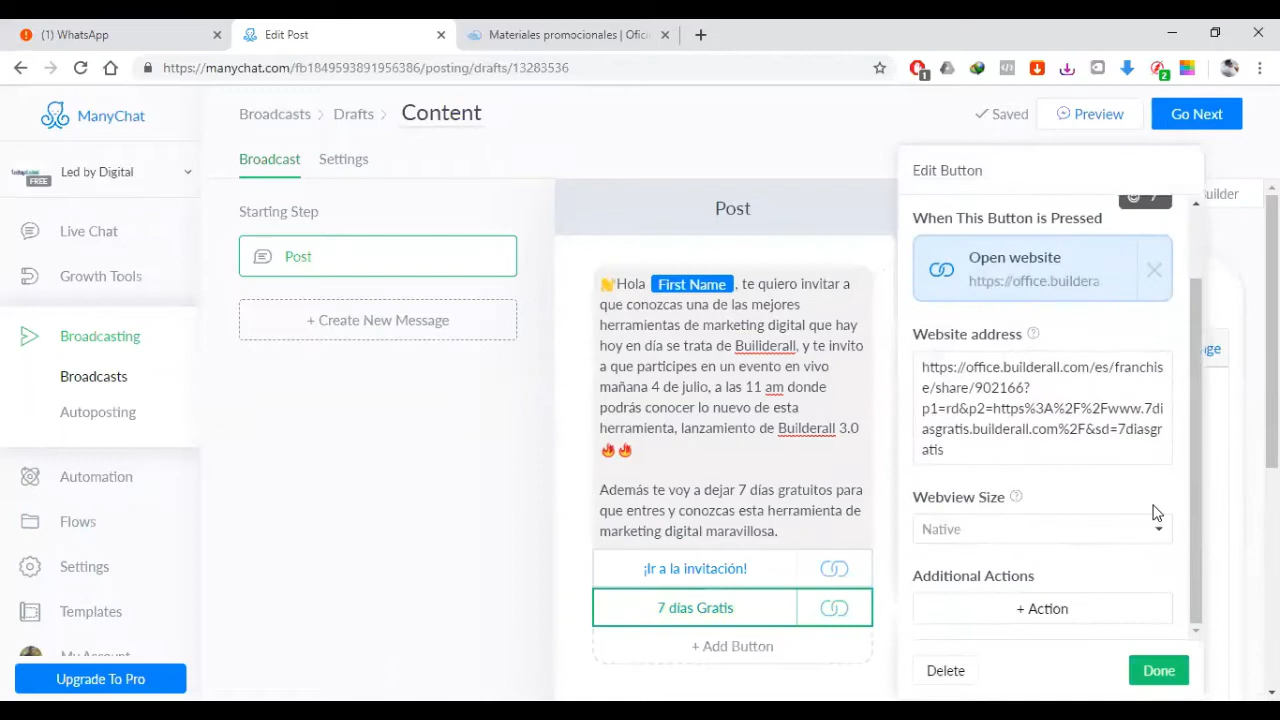 (1) WhatsApp
Edit Post
Materiales promocionales | Ofici
https://manychat.com/fb1849593891956386/posting/drafts/13283536
1
2
ManyChat
Broadcasts
Drafts
Content
Saved
Preview
Go Next
Led by Digital
FREE
Broadcast
Settings
Edit Button
Builder
Live Chat
Growth Tools
Broadcasting
Broadcasts
Autoposting
Automation
Flows
Settings
Templates
My Account
Upgrade To Pro
Starting Step
Post
+ Create New Message
Post
Hola First Name , te quiero invitar a
que conozcas una de las mejores
herramientas de marketing digital que hay
hoy en día se trata de Builiderall, y te invito
a que participes en un evento en vivo
mañana 4 de julio, a las 11 am donde
podrás conocer lo nuevo de esta
herramienta, lanzamiento de Builderall 3.0
🔥🔥
Además te voy a dejar 7 días gratuitos para
que entres y conozcas esta herramienta de
marketing digital maravillosa.
¡Ir a la invitación!
7 días Gratis
+ Add Button
When This Button is Pressed
Open website
https://office.buildera
Website address
https://office.builderall.com/es/franchis
e/share/902166?
p1=rd&p2=https%3A%2F%2Fwww.7di
asgratis.builderall.com%2F&sd=7diasgr
atis
Webview Size
Native
Additional Actions
+ Action
Delete
Done